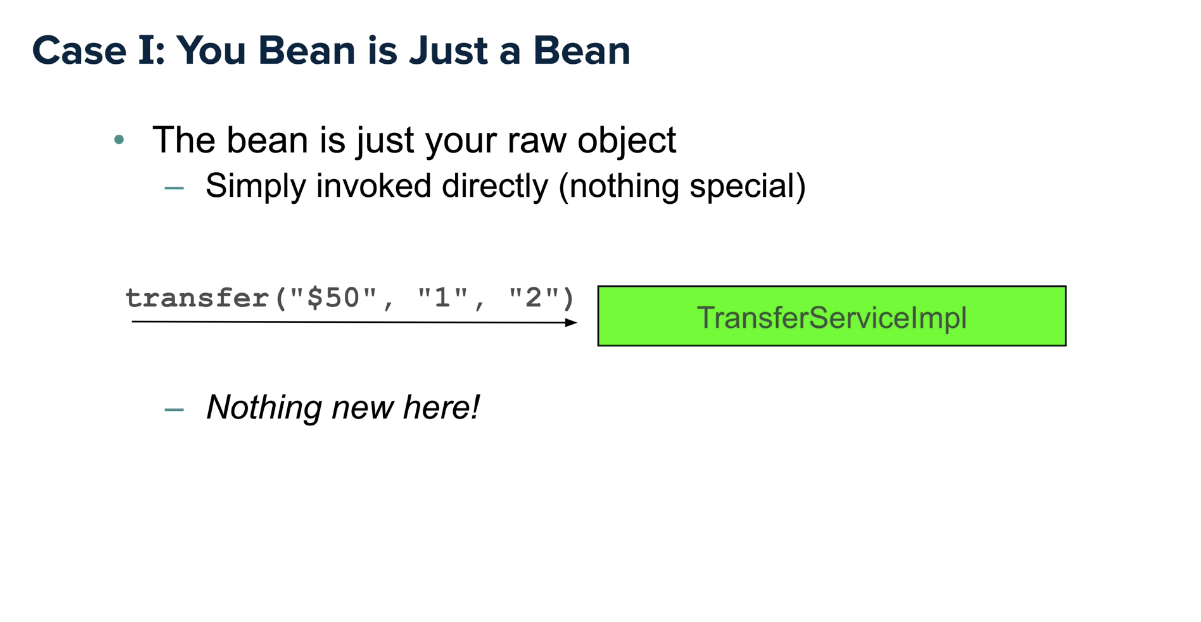 Case I: You Bean is Just a Bean
• The bean is just your raw object
– Simply invoked directly (nothing special)
transfer("$50", "1", "2")
TransferServiceImpl
– Nothing new here!